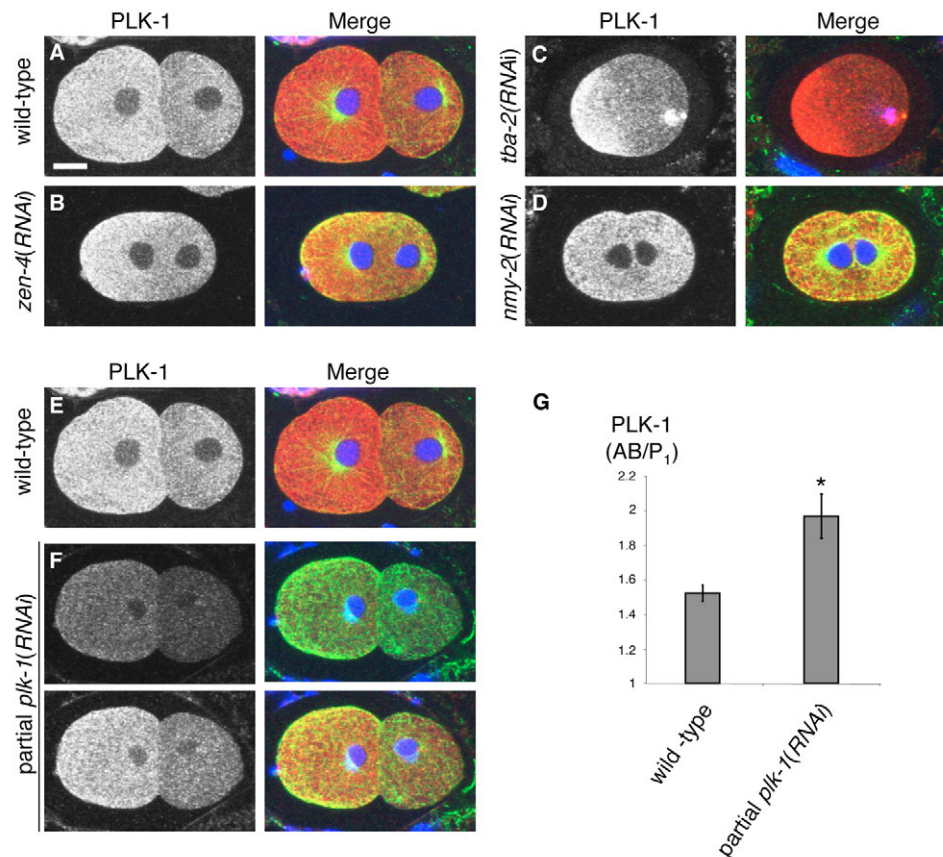 PLK-1 Merge PLK-1 Merge
wild-type A C tba-2(RNAi)
zen-4(RNAi) B D nmy-2(RNAi)
PLK-1 Merge
wild-type E
partial plk-1(RNAi) F
G
PLK-1
(AB/P1)
2.2
*
2
1.8
1.6
1.4
1.2
1
wild -type
partial plk-1(RNAi)